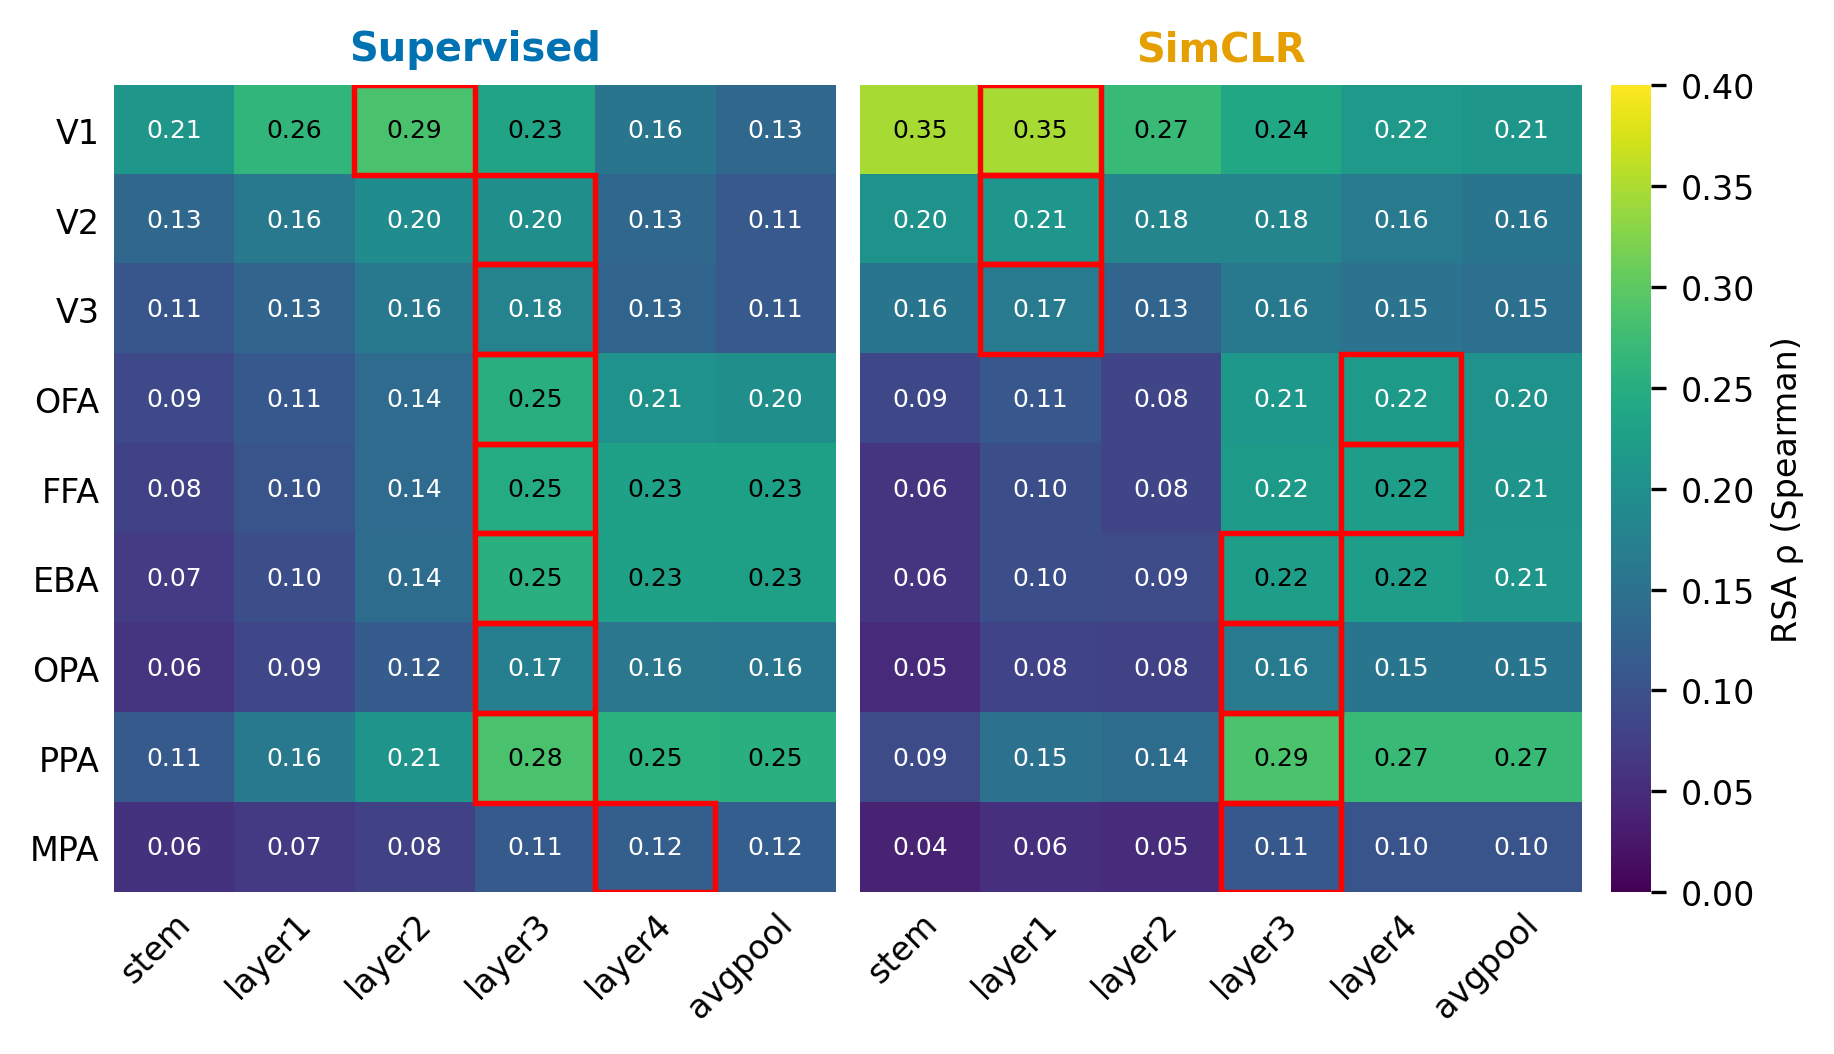 Supervised SimCLR
V1 0.21 0.26 0.29 0.23 0.16 0.13 0.35 0.35 0.27 0.24 0.22 0.21
V2 0.13 0.16 0.20 0.20 0.13 0.11 0.20 0.21 0.18 0.18 0.16 0.16
V3 0.11 0.13 0.16 0.18 0.13 0.11 0.16 0.17 0.13 0.16 0.15 0.15
OFA 0.09 0.11 0.14 0.25 0.21 0.20 0.09 0.11 0.08 0.21 0.22 0.20
FFA 0.08 0.10 0.14 0.25 0.23 0.23 0.06 0.10 0.08 0.22 0.22 0.21
EBA 0.07 0.10 0.14 0.25 0.23 0.23 0.06 0.10 0.09 0.22 0.22 0.21
OPA 0.06 0.09 0.12 0.17 0.16 0.16 0.05 0.08 0.08 0.16 0.15 0.15
PPA 0.11 0.16 0.21 0.28 0.25 0.25 0.09 0.15 0.14 0.29 0.27 0.27
MPA 0.06 0.07 0.08 0.11 0.12 0.12 0.04 0.06 0.05 0.11 0.10 0.10
stem layer1 layer2 layer3 layer4 avgpool stem layer1 layer2 layer3 layer4 avgpool
0.40
0.35
0.30
0.25
0.20
0.15
0.10
0.05
0.00
RSA ρ (Spearman)